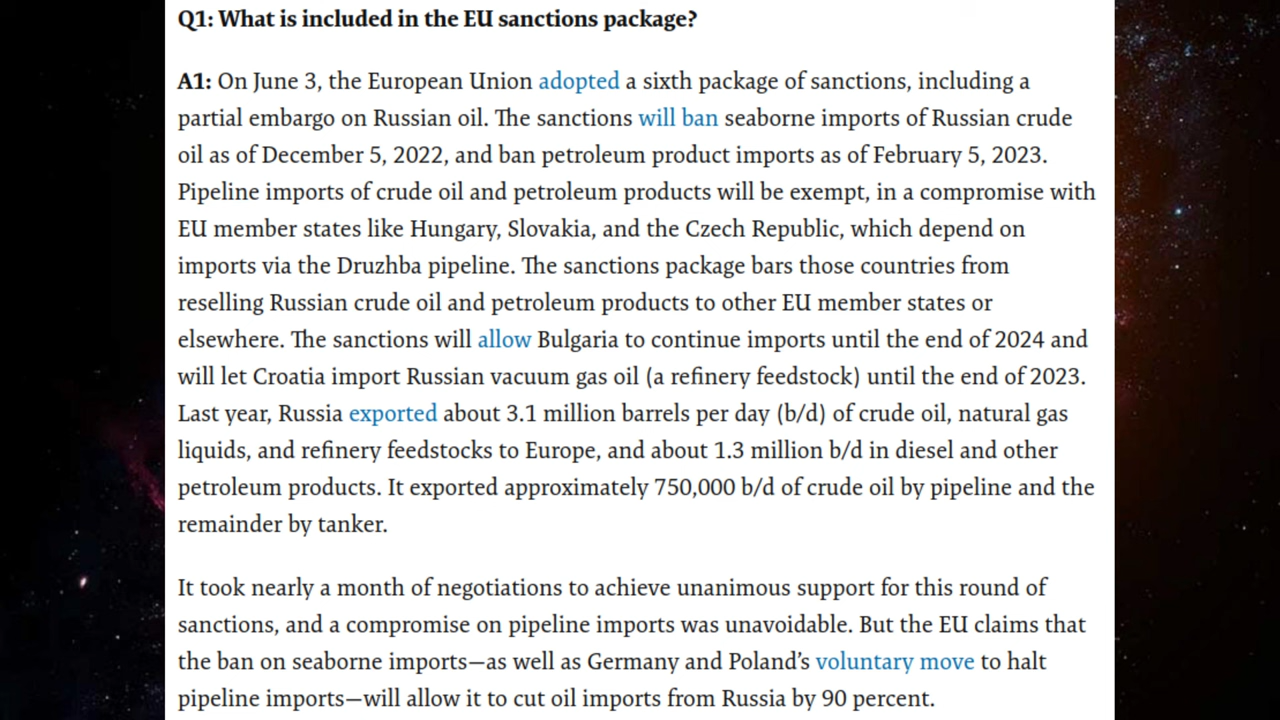 Q1: What is included in the EU sanctions package?
A1: On June 3, the European Union adopted a sixth package of sanctions, including a
partial embargo on Russian oil. The sanctions will ban seaborne imports of Russian crude
oil as of December 5, 2022, and ban petroleum product imports as of February 5, 2023.
Pipeline imports of crude oil and petroleum products will be exempt, in a compromise with
EU member states like Hungary, Slovakia, and the Czech Republic, which depend on
imports via the Druzhba pipeline. The sanctions package bars those countries from
reselling Russian crude oil and petroleum products to other EU member states or
elsewhere. The sanctions will allow Bulgaria to continue imports until the end of 2024 and
will let Croatia import Russian vacuum gas oil (a refinery feedstock) until the end of 2023.
Last year, Russia exported about 3.1 million barrels per day (b/d) of crude oil, natural gas
liquids, and refinery feedstocks to Europe, and about 1.3 million b/d in diesel and other
petroleum products. It exported approximately 750,000 b/d of crude oil by pipeline and the
remainder by tanker.
It took nearly a month of negotiations to achieve unanimous support for this round of
sanctions, and a compromise on pipeline imports was unavoidable. But the EU claims that
the ban on seaborne imports—as well as Germany and Poland's voluntary move to halt
pipeline imports—will allow it to cut oil imports from Russia by 90 percent.